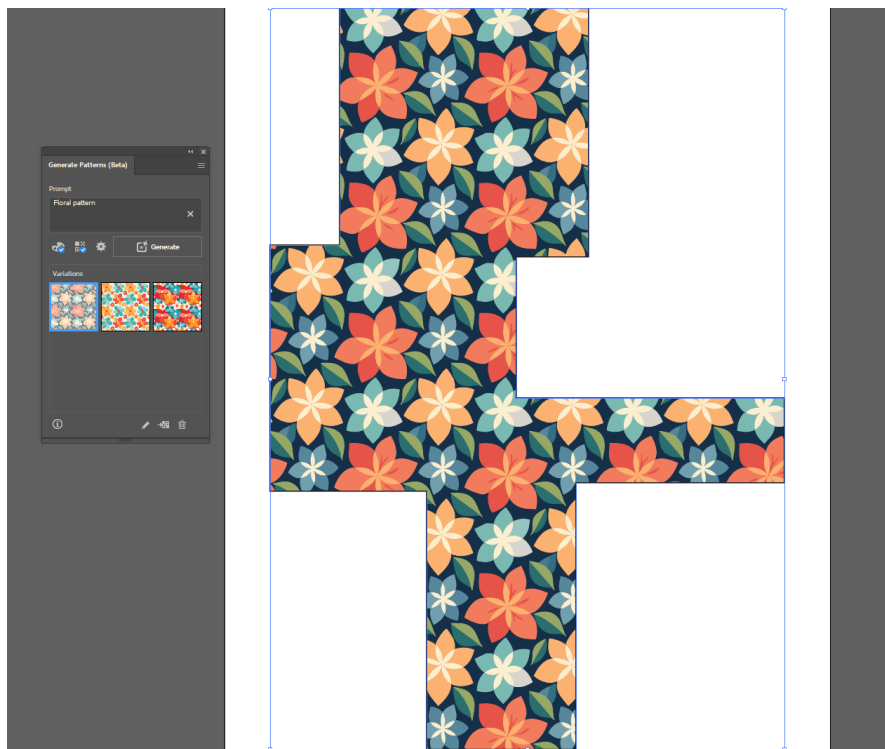 Generate Patterns (Beta)
Prompt
Floral pattern
Generate
Variations